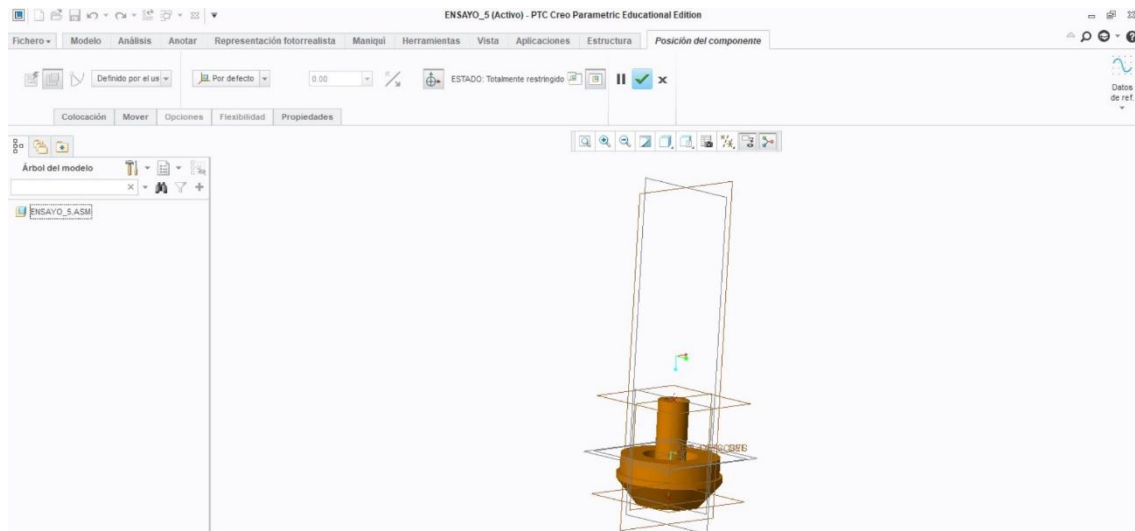 ENSAYO_5 (Activo) - PTC Creo Parametric Educational Edition
Fichero Modelo Análisis Anotar Representación fotorrealista Maniquí Herramientas Vista Aplicaciones Estructura Posición del componente
Definido por el us Por defecto 0.00 ESTADO: Totalmente restringido
Datos
de ref.
Colocación Mover Opciones Flexibilidad Propiedades
Árbol del modelo
ENSAYO_5.ASM